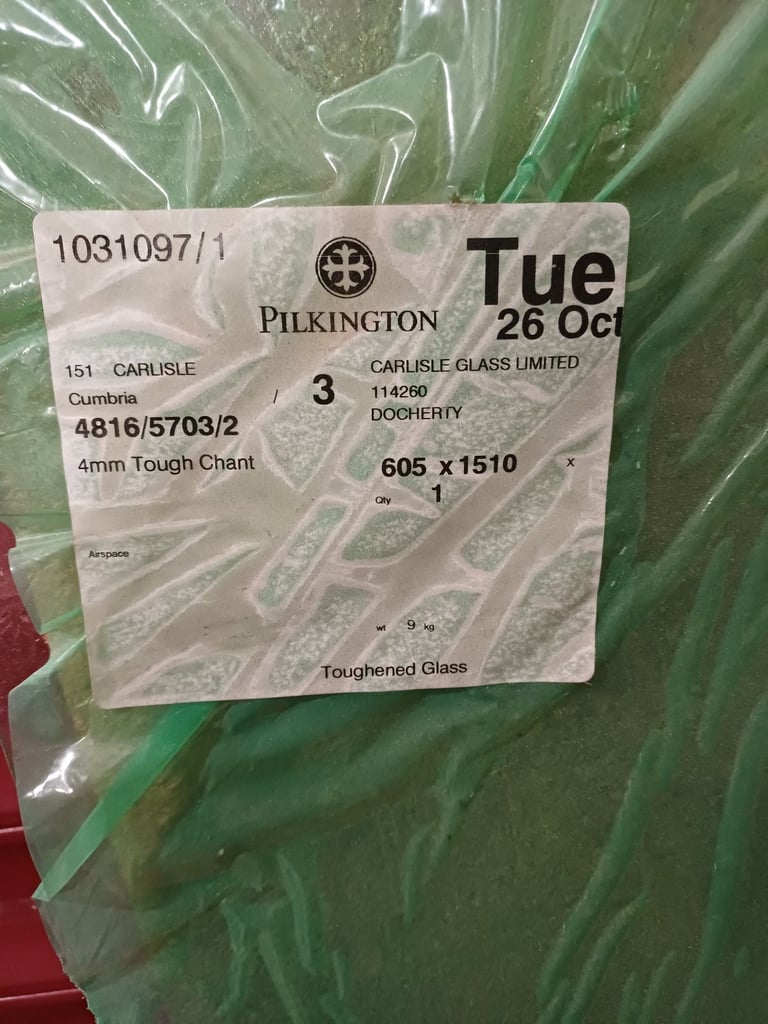 1031097/1
PILKINGTON
Tue
26 Oct
151 CARLISLE
Cumbria
/ 3
CARLISLE GLASS LIMITED
114260
DOCHERTY
4816/5703/2
4mm Tough Chant
605 x 1510 x
Qty 1
Airspace
wt 9 kg
Toughened Glass